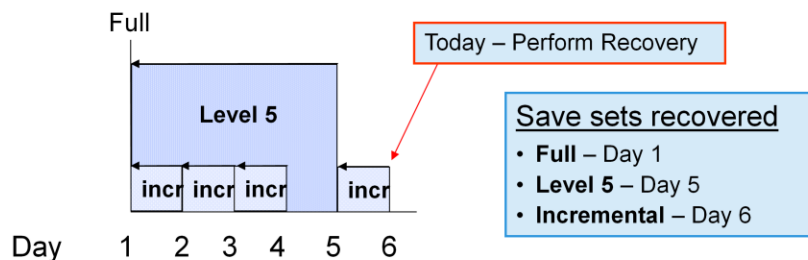 Full
Today – Perform Recovery
Level 5
Save sets recovered
• Full – Day 1
• Level 5 – Day 5
• Incremental – Day 6
incr incr incr incr
Day 1 2 3 4 5 6